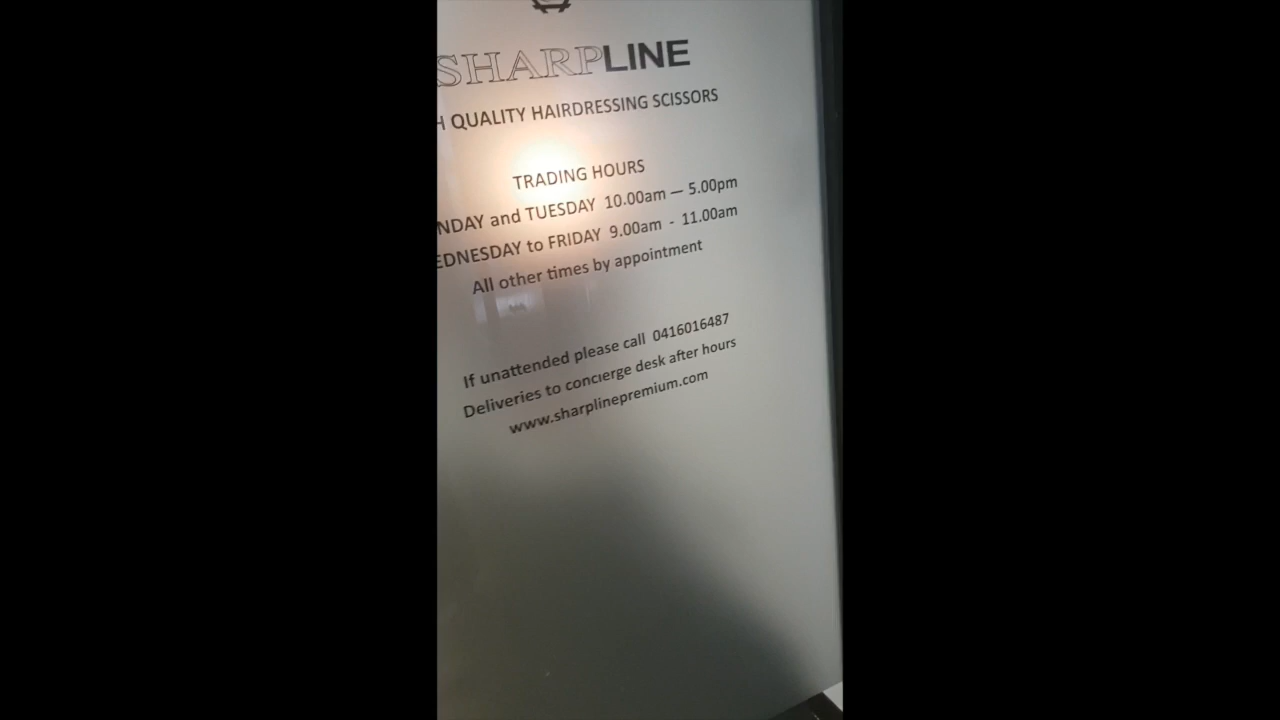 SHARPLINE
H QUALITY HAIRDRESSING SCISSORS
TRADING HOURS
NDAY and TUESDAY 10.00am — 5.00pm
EDNESDAY to FRIDAY 9.00am - 11.00am
All other times by appointment
If unattended please call 0416016487
Deliveries to concierge desk after hours
www.sharplinepremium.com